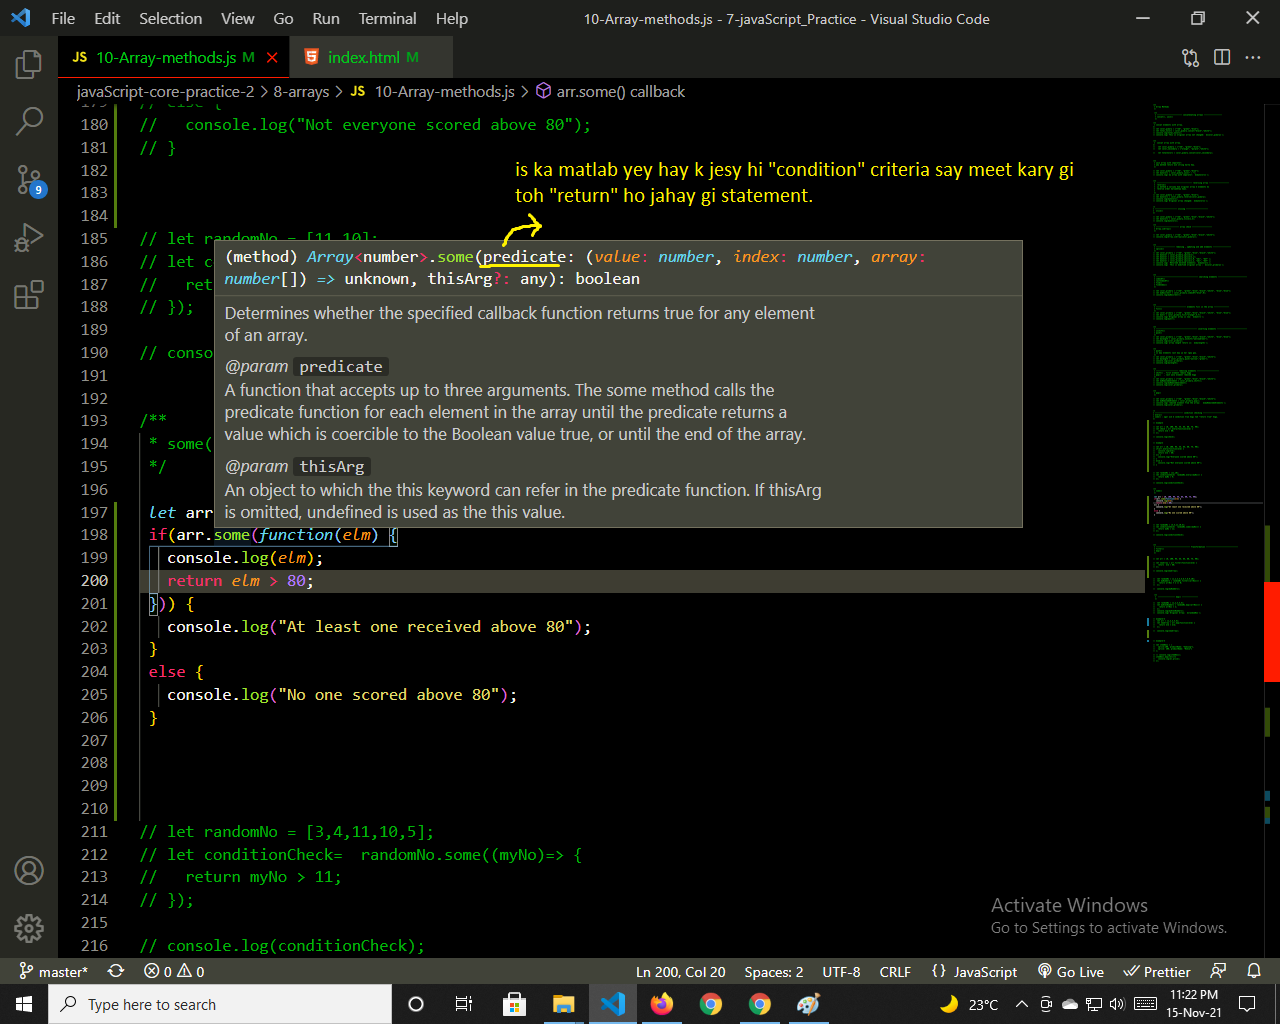 File Edit Selection View Go Run Terminal Help
10-Array-methods.js - 7-javaScript_Practice - Visual Studio Code
JS 10-Array-methods.js M
index.html M
javaScript-core-practice-2 > 8-arrays > JS 10-Array-methods.js > arr.some() callback
179 // else {
180 // console.log("Not everyone scored above 80");
181 // }
182
is ka matlab yey hay k jesy hi "condition" criteria say meet kary gi
183
toh "return" ho jahay gi statement.
184
185 // let randomNo = [11,10];
186 // let c
187 // ret
188 // });
189
190 // conso
191
192
193 /**
194 * some(
195 */
196
(method) Array<number>.some(predicate: (value: number, index: number, array:
number[]) => unknown, thisArg?: any): boolean
Determines whether the specified callback function returns true for any element
of an array.
@param predicate
A function that accepts up to three arguments. The some method calls the
predicate function for each element in the array until the predicate returns a
value which is coercible to the Boolean value true, or until the end of the array.
@param thisArg
An object to which the this keyword can refer in the predicate function. If thisArg
is omitted, undefined is used as the this value.
197 let arr
198 if(arr.some(function(elm) {
199 console.log(elm);
200 return elm > 80;
201 })) {
202 console.log("At least one received above 80");
203 }
204 else {
205 console.log("No one scored above 80");
206 }
207
208
209
210
211 // let randomNo = [3,4,11,10,5];
212 // let conditionCheck= randomNo.some((myNo)=> {
213 // return myNo > 11;
214 // });
215
216 // console.log(conditionCheck);
9
Activate Windows
Go to Settings to activate Windows.
master* 0 0 Ln 200, Col 20 Spaces: 2 UTF-8 CRLF {} JavaScript Go Live Prettier
Type here to search
23°C
11:22 PM
15-Nov-21